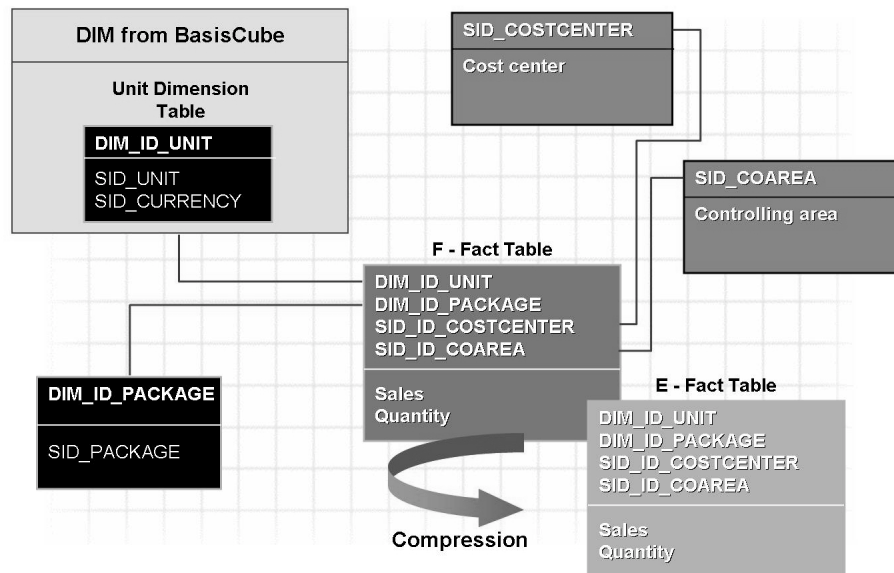 DIM from BasisCube
Unit Dimension
Table
DIM_ID_UNIT
SID_UNIT
SID_CURRENCY
SID_COSTCENTER
Cost center
SID_COAREA
Controlling area
F - Fact Table
DIM_ID_UNIT
DIM_ID_PACKAGE
SID_ID_COSTCENTER
SID_ID_COAREA
Sales
Quantity
DIM_ID_PACKAGE
SID_PACKAGE
E - Fact Table
DIM_ID_UNIT
DIM_ID_PACKAGE
SID_ID_COSTCENTER
SID_ID_COAREA
Sales
Quantity
Compression